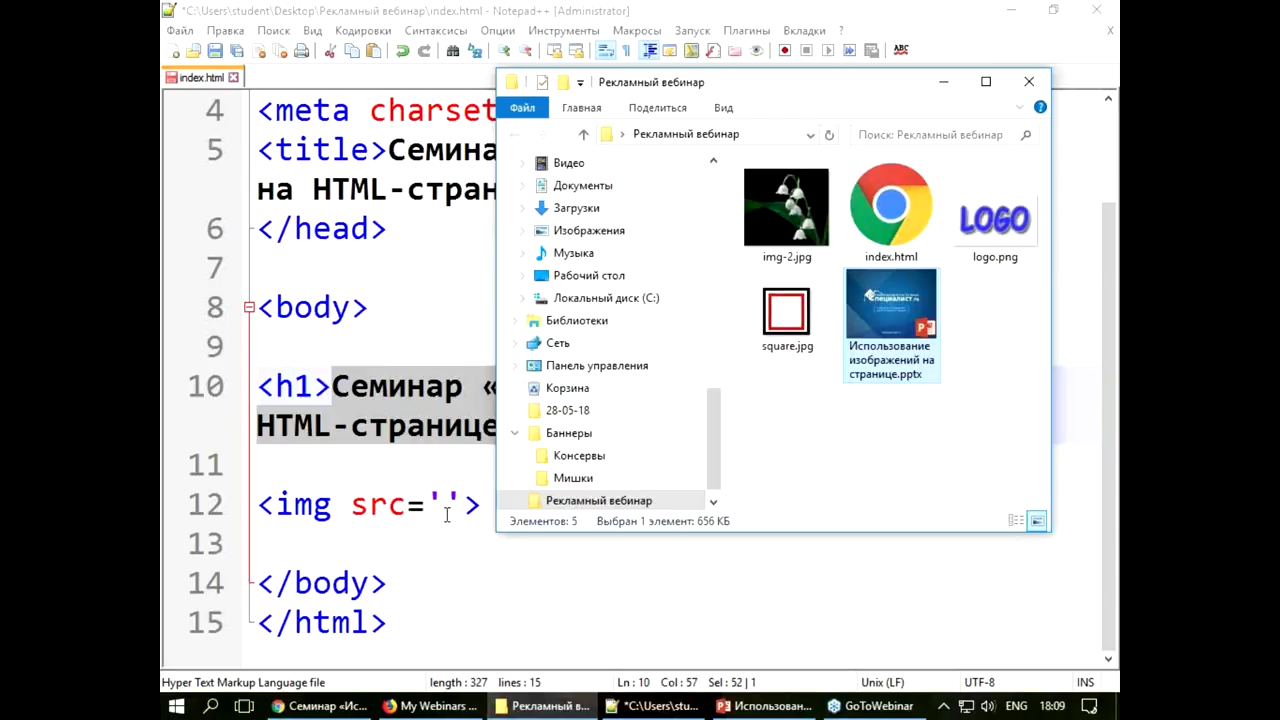 *C:\Users\student\Desktop\Рекламный вебинар\index.html - Notepad++ [Administrator]
Файл Правка Поиск Вид Кодировки Синтаксисы Опции Инструменты Макросы Запуск Плагины Вкладки ? X
ABC
index.html
4 <meta charset
5 <title>Семина
на HTML-стран
6 </head>
7
8 <body>
9
10 <h1>Семинар «
HTML-странице
11
12 <img src=''>
13
14 </body>
15 </html>
Рекламный вебинар
Файл Главная Поделиться Вид
Рекламный вебинар
Поиск: Рекламный вебинар
Видео
Документы
Загрузки
Изображения
Музыка
Рабочий стол
Локальный диск (C:)
Библиотеки
Сеть
Панель управления
Корзина
28-05-18
Баннеры
Консервы
Мишки
Рекламный вебинар
LOGO
img-2.jpg index.html logo.png
Специалист.ru
square.jpg
Использование
изображений на
странице.pptx
Элементов: 5 Выбран 1 элемент: 656 КБ
Hyper Text Markup Language file length : 327 lines : 15 Ln : 10 Col : 57 Sel : 52 | 1 Unix (LF) UTF-8 INS
Семинар «Ис... My Webinars ... Рекламный в... *C:\Users\stu... Использован... GoToWebinar ENG 18:09